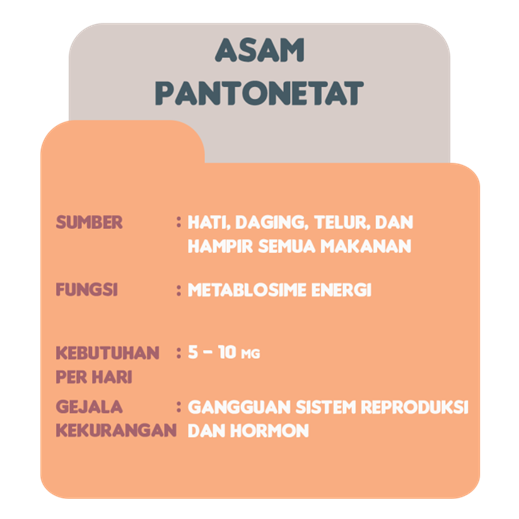 ASAM
PANTONETAT
SUMBER : HATI, DAGING, TELUR, DAN
HAMPIR SEMUA MAKANAN
FUNGSI : METABLOSIME ENERGI
KEBUTUHAN : 5 – 10 MG
PER HARI
GEJALA : GANGGUAN SISTEM REPRODUKSI
KEKURANGAN DAN HORMON